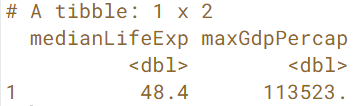 # A tibble: 1 x 2
  medianLifeExp maxGdpPercap
          <dbl>        <dbl>
1          48.4      113523.